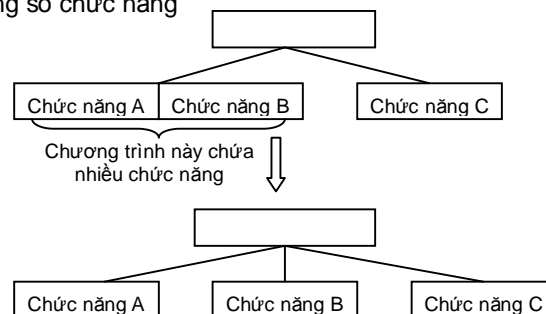 số chức năng
Chức năng A Chức năng B Chức năng C
Chương trình này chứa
nhiều chức năng
Chức năng A Chức năng B Chức năng C